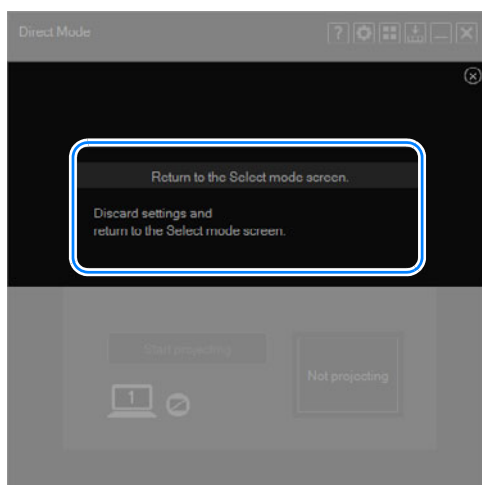 Direct Mode
?
Return to the Select mode screen.
Discard settings and
return to the Select mode screen.
Start projecting
Not projecting
1